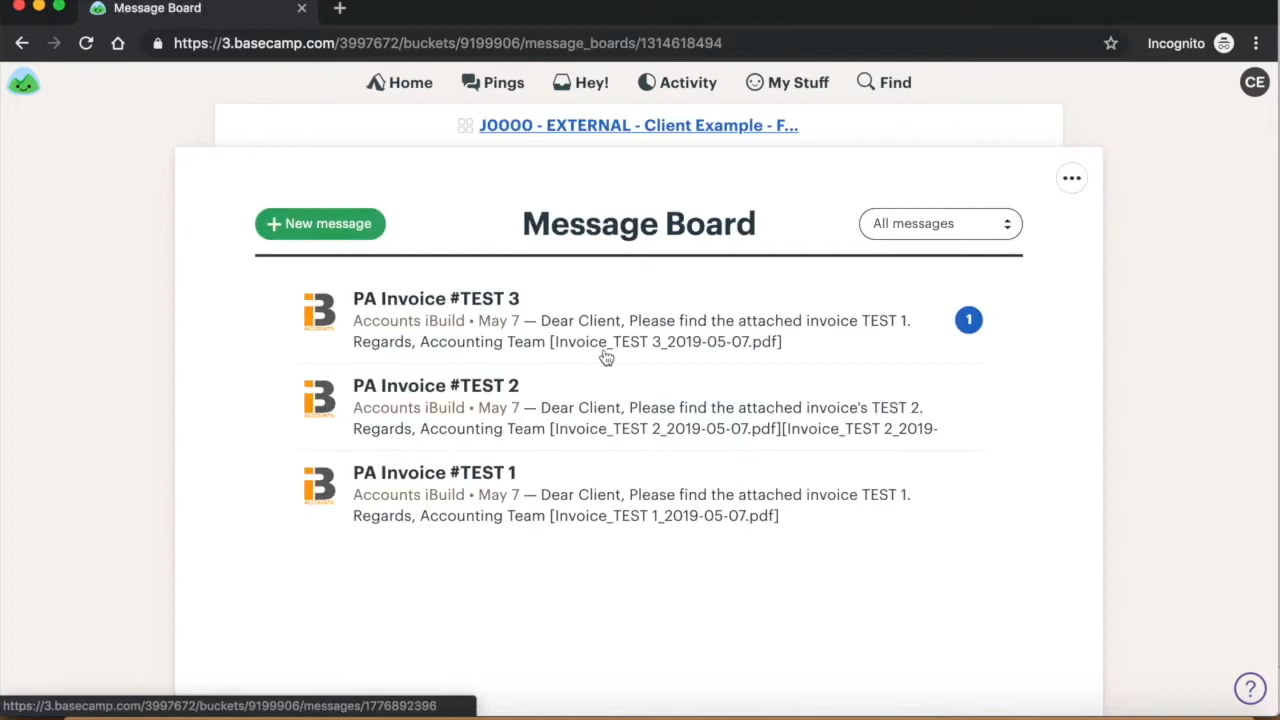 Message Board
https://3.basecamp.com/3997672/buckets/9199906/message_boards/1314618494
Incognito
Home
Pings
Hey!
Activity
My Stuff
Find
CE
J0000 - EXTERNAL - Client Example - F...
New message
Message Board
All messages
PA Invoice #TEST 3
Accounts iBuild • May 7 — Dear Client, Please find the attached invoice TEST 1.
Regards, Accounting Team [Invoice_TEST 3_2019-05-07.pdf]
1
PA Invoice #TEST 2
Accounts iBuild • May 7 — Dear Client, Please find the attached invoice's TEST 2.
Regards, Accounting Team [Invoice_TEST 2_2019-05-07.pdf][Invoice_TEST 2_2019-
PA Invoice #TEST 1
Accounts iBuild • May 7 — Dear Client, Please find the attached invoice TEST 1.
Regards, Accounting Team [Invoice_TEST 1_2019-05-07.pdf]
?
https://3.basecamp.com/3997672/buckets/9199906/messages/1776892396